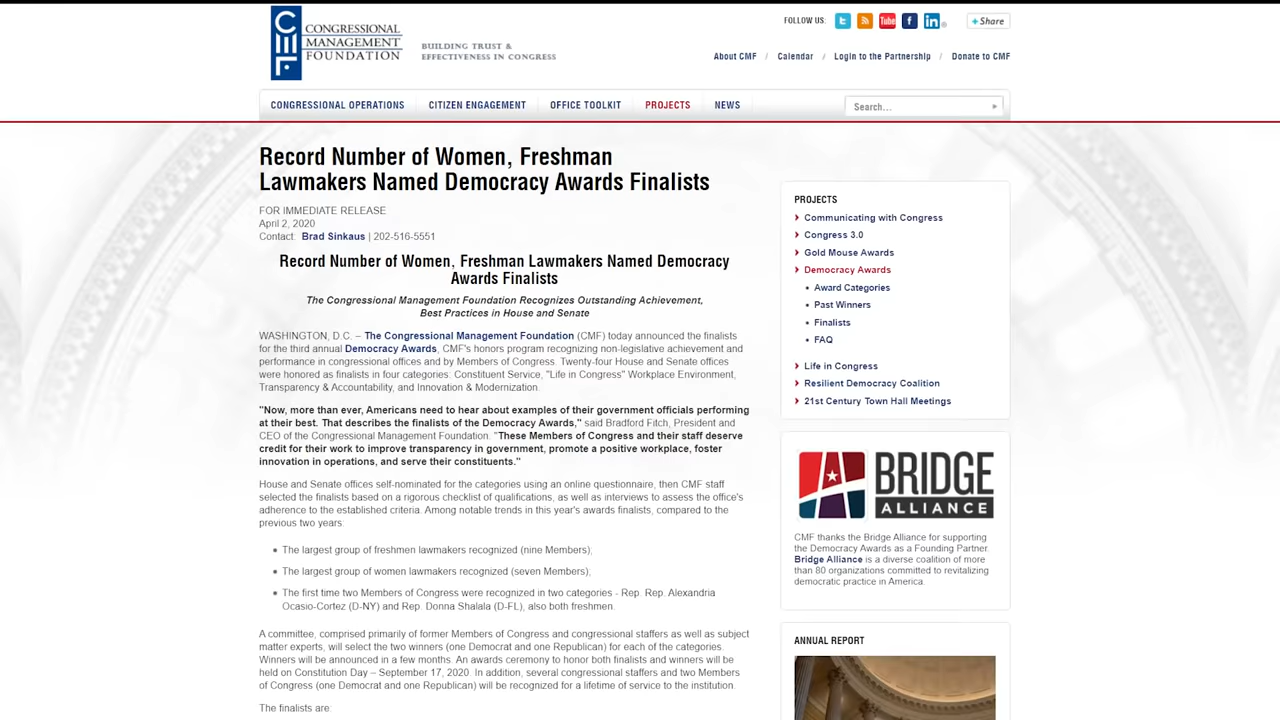 CMF
CONGRESSIONAL
MANAGEMENT
FOUNDATION
BUILDING TRUST &
EFFECTIVENESS IN CONGRESS
FOLLOW US:
Tube
f
in
Share
About CMF / Calendar / Login to the Partnership / Donate to CMF
CONGRESSIONAL OPERATIONS
CITIZEN ENGAGEMENT
OFFICE TOOLKIT
PROJECTS
NEWS
Search...
Record Number of Women, Freshman
Lawmakers Named Democracy Awards Finalists
FOR IMMEDIATE RELEASE
April 2, 2020
Contact: Brad Sinkaus | 202-516-5551
Record Number of Women, Freshman Lawmakers Named Democracy
Awards Finalists
The Congressional Management Foundation Recognizes Outstanding Achievement,
Best Practices in House and Senate
WASHINGTON, D.C. – The Congressional Management Foundation (CMF) today announced the finalists
for the third annual Democracy Awards, CMF's honors program recognizing non-legislative achievement and
performance in congressional offices and by Members of Congress. Twenty-four House and Senate offices
were honored as finalists in four categories: Constituent Service, "Life in Congress" Workplace Environment,
Transparency & Accountability, and Innovation & Modernization.
"Now, more than ever, Americans need to hear about examples of their government officials performing
at their best. That describes the finalists of the Democracy Awards," said Bradford Fitch, President and
CEO of the Congressional Management Foundation. "These Members of Congress and their staff deserve
credit for their work to improve transparency in government, promote a positive workplace, foster
innovation in operations, and serve their constituents."
House and Senate offices self-nominated for the categories using an online questionnaire, then CMF staff
selected the finalists based on a rigorous checklist of qualifications, as well as interviews to assess the office's
adherence to the established criteria. Among notable trends in this year's awards finalists, compared to the
previous two years:
The largest group of freshmen lawmakers recognized (nine Members);
The largest group of women lawmakers recognized (seven Members);
The first time two Members of Congress were recognized in two categories - Rep. Rep. Alexandria
Ocasio-Cortez (D-NY) and Rep. Donna Shalala (D-FL), also both freshmen.
A committee, comprised primarily of former Members of Congress and congressional staffers as well as subject
matter experts, will select the two winners (one Democrat and one Republican) for each of the categories.
Winners will be announced in a few months. An awards ceremony to honor both finalists and winners will be
held on Constitution Day – September 17, 2020. In addition, several congressional staffers and two Members
of Congress (one Democrat and one Republican) will be recognized for a lifetime of service to the institution.
The finalists are:
PROJECTS
Communicating with Congress
Congress 3.0
Gold Mouse Awards
Democracy Awards
Award Categories
Past Winners
Finalists
FAQ
Life in Congress
Resilient Democracy Coalition
21st Century Town Hall Meetings
BRIDGE
ALLIANCE
CMF thanks the Bridge Alliance for supporting
the Democracy Awards as a Founding Partner.
Bridge Alliance is a diverse coalition of more
than 80 organizations committed to revitalizing
democratic practice in America.
ANNUAL REPORT